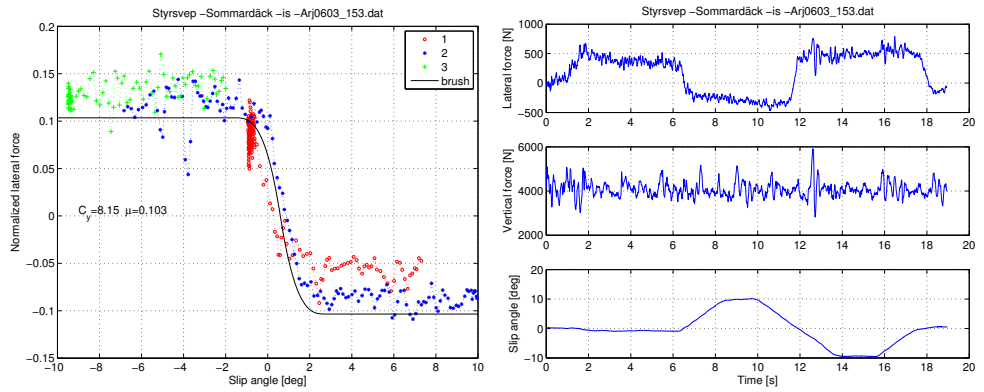 Styrsvep −Sommardäck −is −Arj0603_153.dat
0.2
0.15
0.1
0.05
0
−0.05
−0.1
−0.15
Normalized lateral force
1
2
3
brush
C_y=8.15 μ=0.103
−10 −8 −6 −4 −2 0 2 4 6 8 10
Slip angle [deg]
Styrsvep −Sommardäck −is −Arj0603_153.dat
Lateral force [N]
1000
500
0
−500
0 2 4 6 8 10 12 14 16 18 20
Vertical force [N]
6000
4000
2000
0 2 4 6 8 10 12 14 16 18 20
Slip angle [deg]
20
10
0
−10
0 2 4 6 8 10 12 14 16 18 20
Time [s]